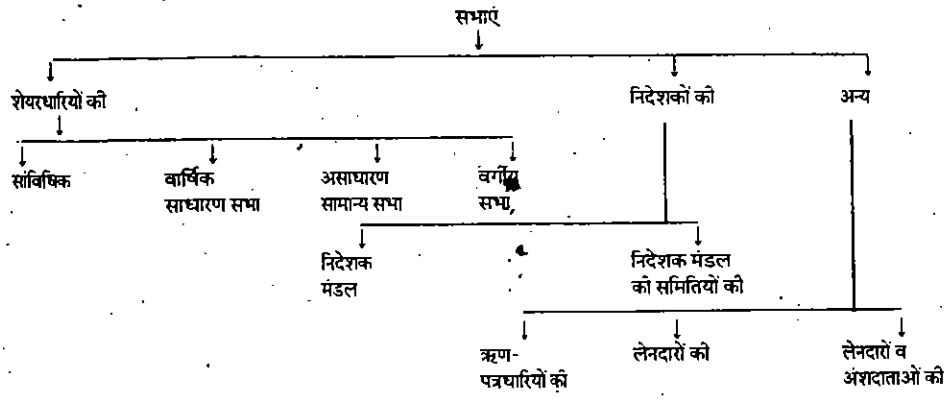 सभाएं
शेयरधारियों की
निदेशकों की
अन्य
सांविधिक
वार्षिक
साधारण सभा
असाधारण
सामान्य सभा
वर्गीय
सभा,
निदेशक
मंडल
निदेशक मंडल
की समितियों की
ऋण-
पत्रधारियों की
लेनदारों की
लेनदारों व
अंशदाताओं की